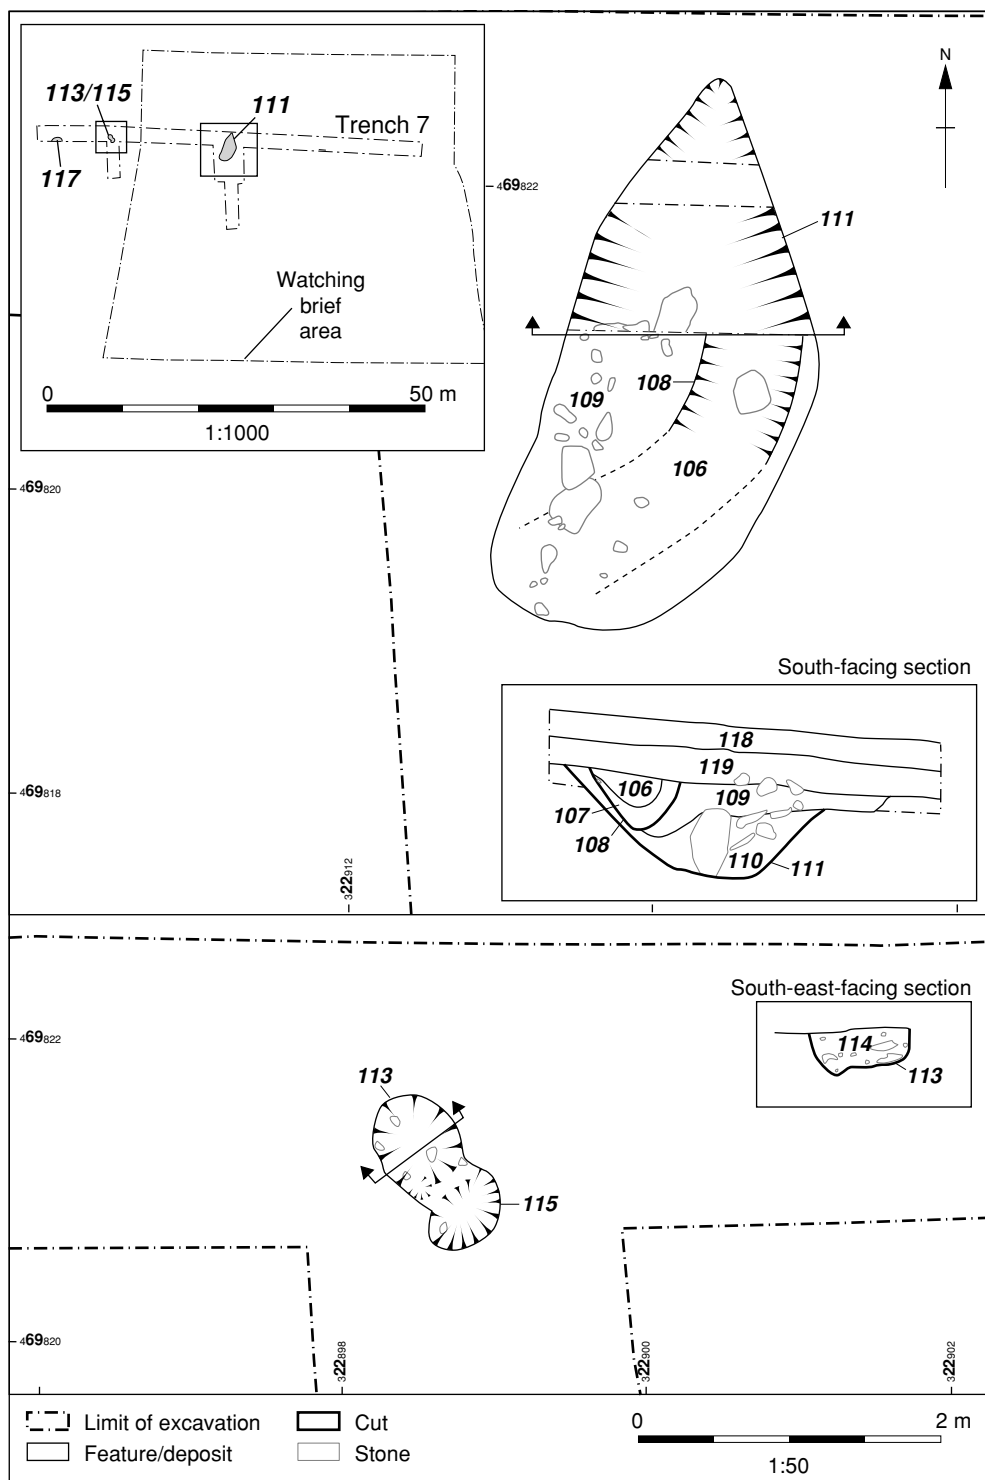 N
113/115
111
Trench 7
117
Watching
brief
area
0 50 m
1:1000
469822
111
108
109
106
469820
South-facing section
118
119
106
109
107
108
110
111
469818
322912
South-east-facing section
114
113
469822
113
115
469820
322898
322900
322902
Limit of excavation
Cut
Feature/deposit
Stone
0 2 m
1:50